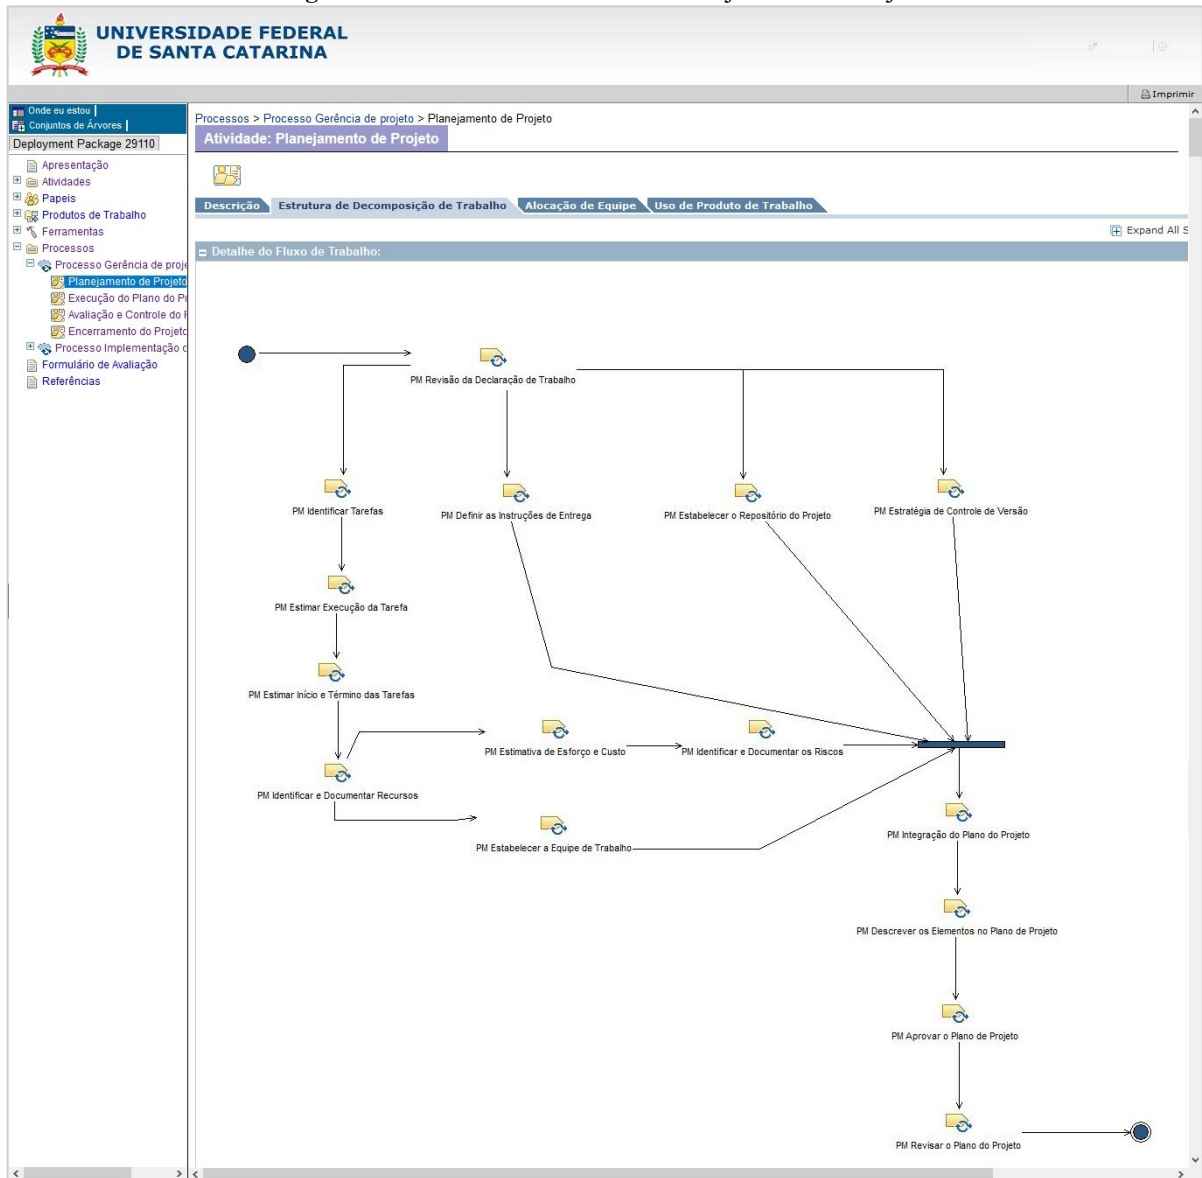 UNIVERSIDADE FEDERAL
DE SANTA CATARINA
Imprimir
Onde eu estou
Conjuntos de Árvores
Deployment Package 29110
Apresentação
Atividades
Papeis
Produtos de Trabalho
Ferramentas
Processos
Processo Gerência de proje
Planejamento de Projeto
Execução do Plano do Pr
Avaliação e Controle do P
Encerramento do Projeto
Processo Implementação d
Formulário de Avaliação
Referências
Processos > Processo Gerência de projeto > Planejamento de Projeto
Atividade: Planejamento de Projeto
Descrição Estrutura de Decomposição de Trabalho Alocação de Equipe Uso de Produto de Trabalho
Expand All S
Detalhe do Fluxo de Trabalho:
PM Revisão da Declaração de Trabalho
PM Identificar Tarefas
PM Definir as Instruções de Entrega
PM Estabelecer o Repositório do Projeto
PM Estratégia de Controle de Versão
PM Estimar Execução da Tarefa
PM Estimar Início e Término das Tarefas
PM Estimativa de Esforço e Custo
PM Identificar e Documentar os Riscos
PM Identificar e Documentar Recursos
PM Estabelecer a Equipe de Trabalho
PM Integração do Plano do Projeto
PM Descrever os Elementos no Plano de Projeto
PM Aprovar o Plano de Projeto
PM Revisar o Plano do Projeto